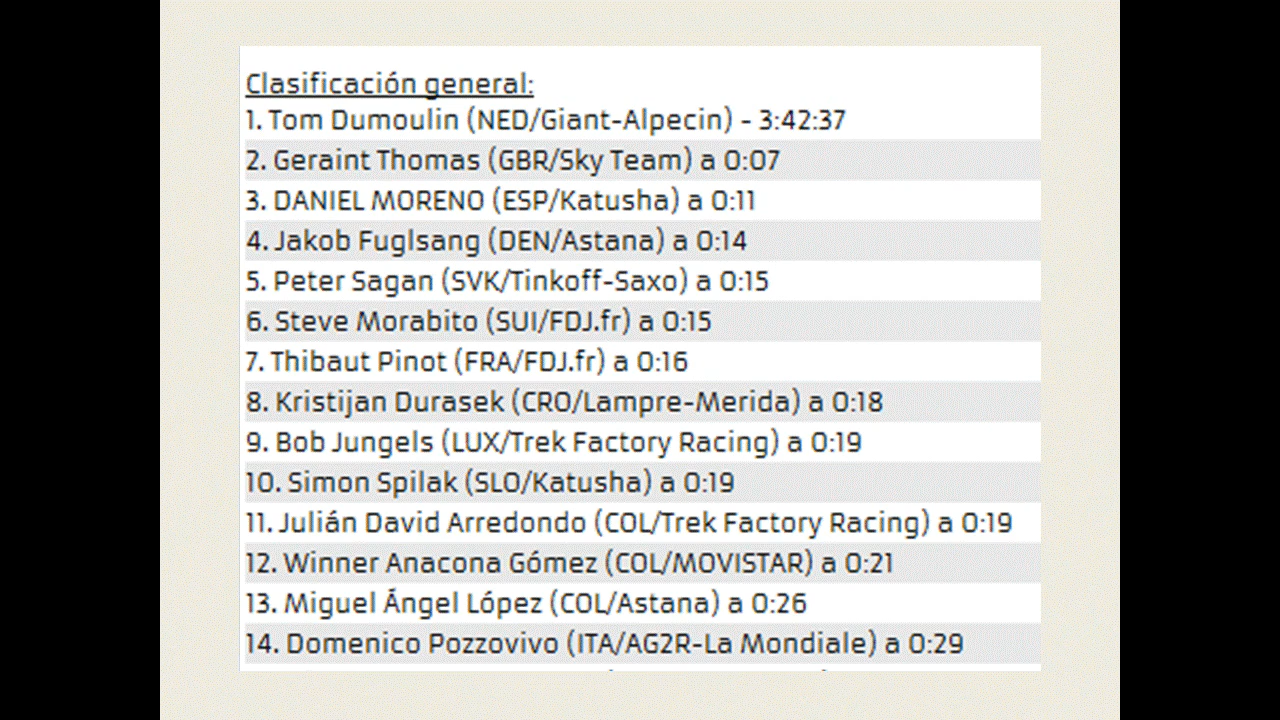 Clasificación general:
1. Tom Dumoulin (NED/Giant-Alpecin) - 3:42:37
2. Geraint Thomas (GBR/Sky Team) a 0:07
3. DANIEL MORENO (ESP/Katusha) a 0:11
4. Jakob Fuglsang (DEN/Astana) a 0:14
5. Peter Sagan (SVK/Tinkoff-Saxo) a 0:15
6. Steve Morabito (SUI/FDJ.fr) a 0:15
7. Thibaut Pinot (FRA/FDJ.fr) a 0:16
8. Kristijan Durasek (CRO/Lampre-Merida) a 0:18
9. Bob Jungels (LUX/Trek Factory Racing) a 0:19
10. Simon Spilak (SLO/Katusha) a 0:19
11. Julián David Arredondo (COL/Trek Factory Racing) a 0:19
12. Winner Anacona Gómez (COL/MOVISTAR) a 0:21
13. Miguel Ángel López (COL/Astana) a 0:26
14. Domenico Pozzovivo (ITA/AG2R-La Mondiale) a 0:29